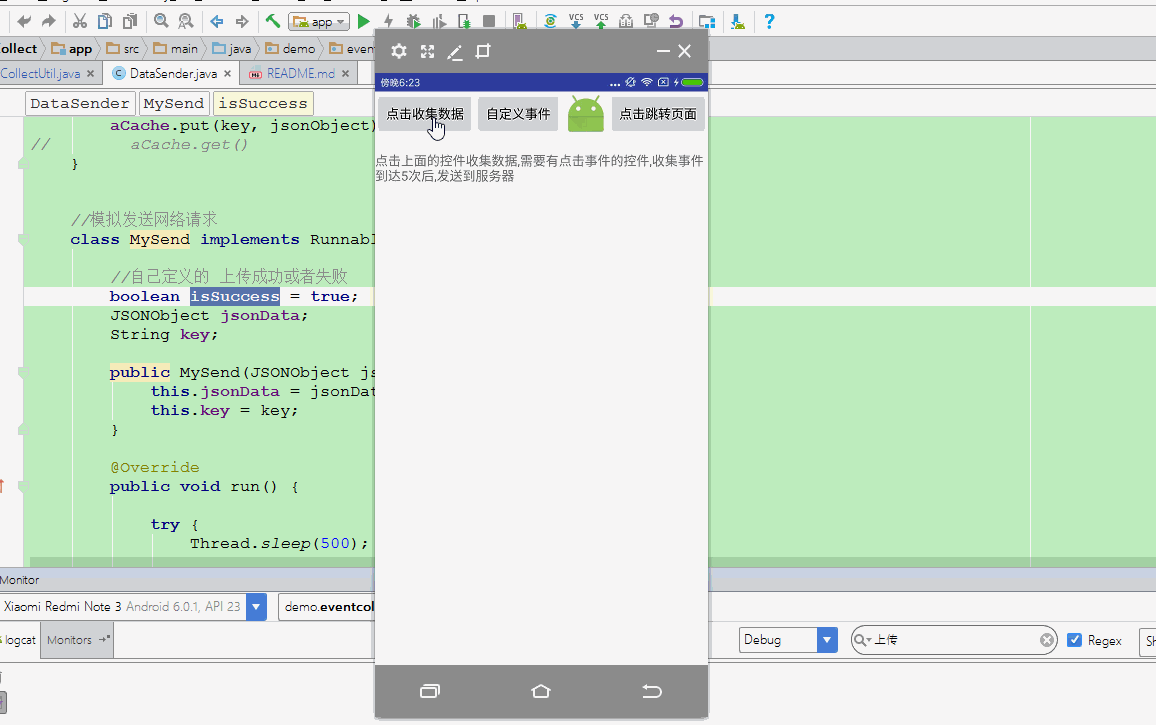 app
VCS VCS
?
ollect app src main java demo even
CollectUtil.java DataSender.java README.md
DataSender MySend isSuccess
aCache.put(key, jsonObject)
// aCache.get()
}
//模拟发送网络请求
class MySend implements Runnabl
//自己定义的 上传成功或者失败
boolean isSuccess = true;
JSONObject jsonData;
String key;
public MySend(JSONObject js
this.jsonData = jsonDat
this.key = key;
}
@Override
public void run() {
try {
Thread.sleep(500);
傍晚6:23
点击收集数据 自定义事件 点击跳转页面
点击上面的控件收集数据,需要有点击事件的控件,收集事件
到达5次后,发送到服务器
Monitor
Xiaomi Redmi Note 3 Android 6.0.1, API 23
demo.eventcol
logcat Monitors
Debug
上传
Regex
Sh